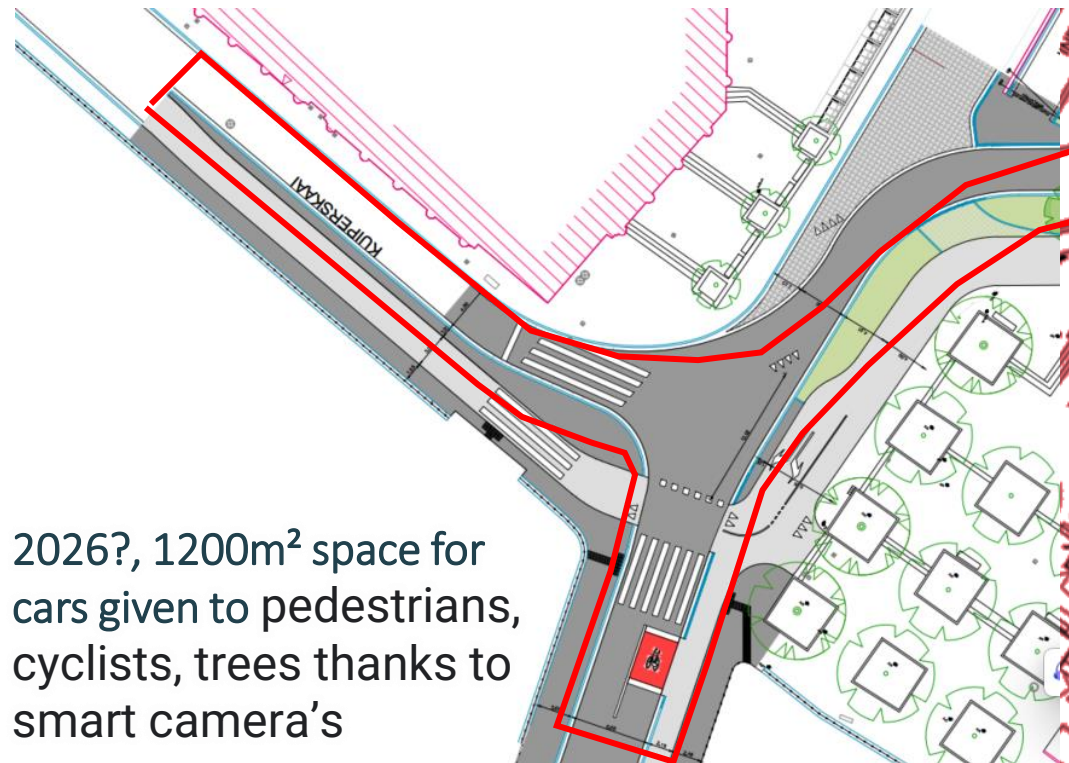 KUIPERSKAAI
2026?, 1200m² space for
cars given to pedestrians,
cyclists, trees thanks to
smart camera's